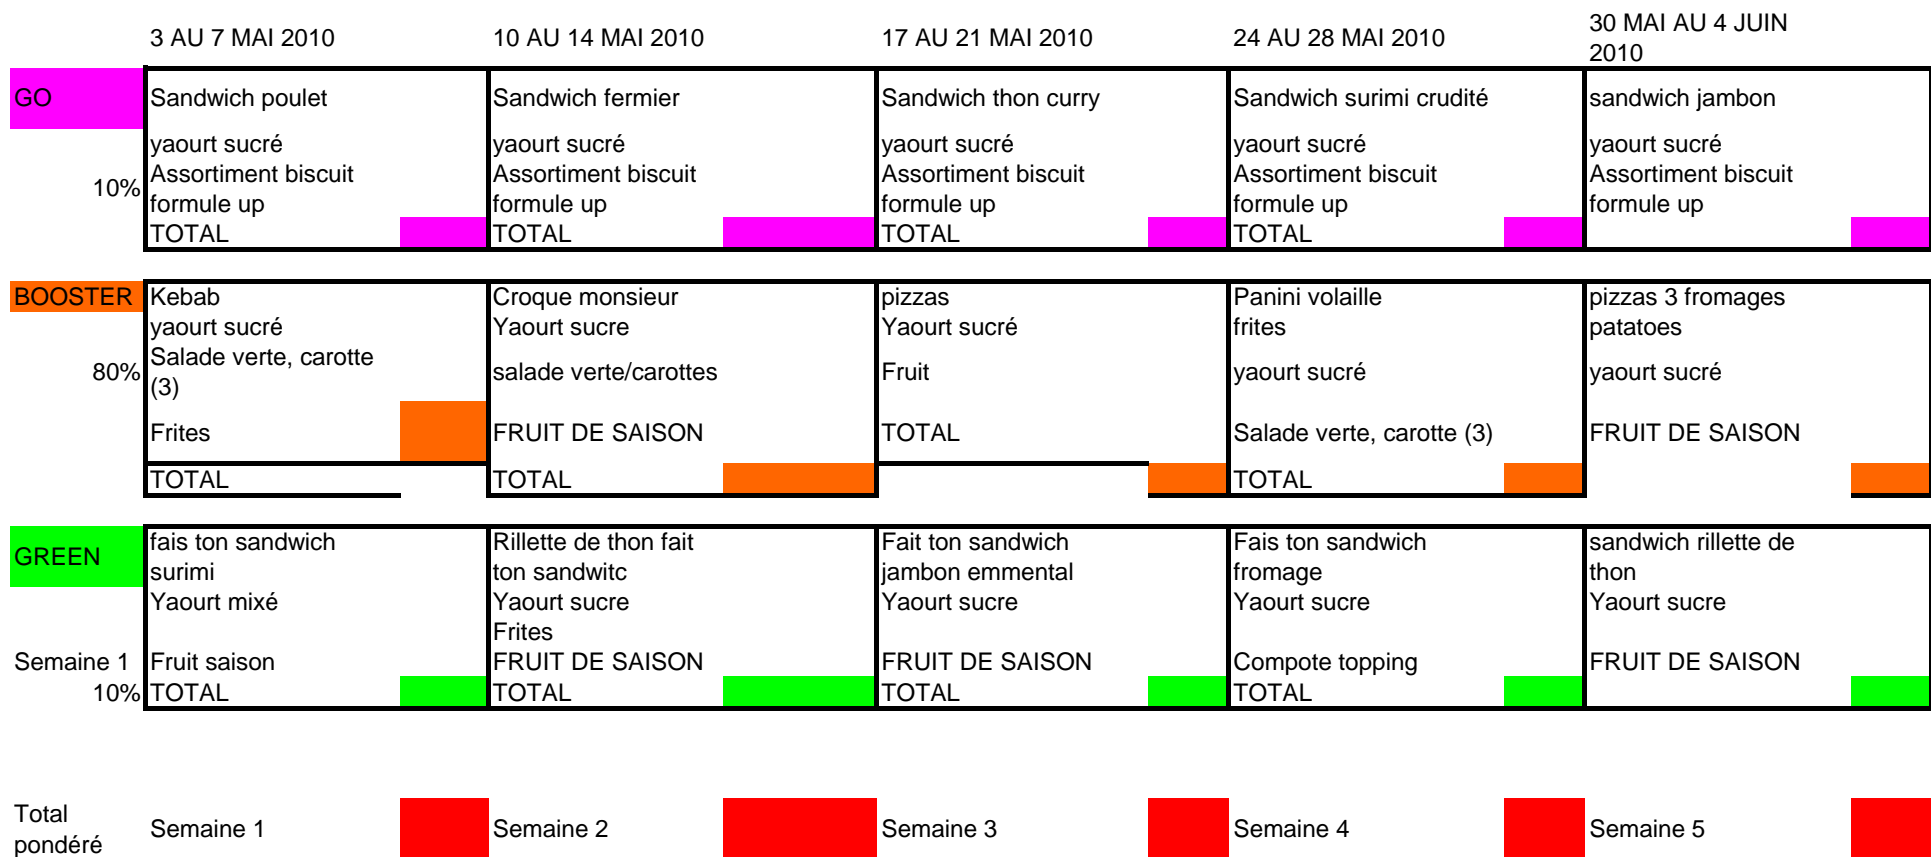 3 AU 7 MAI 2010 10 AU 14 MAI 2010 17 AU 21 MAI 2010 24 AU 28 MAI 2010 30 MAI AU 4 JUIN 2010
GO Sandwich poulet Sandwich fermier Sandwich thon curry Sandwich surimi crudité sandwich jambon
yaourt sucré yaourt sucré yaourt sucré yaourt sucré yaourt sucré
10% Assortiment biscuit formule up Assortiment biscuit formule up Assortiment biscuit formule up Assortiment biscuit formule up Assortiment biscuit formule up
TOTAL TOTAL TOTAL TOTAL
BOOSTER Kebab Croque monsieur pizzas Panini volaille pizzas 3 fromages
yaourt sucré Yaourt sucre Yaourt sucré frites patatoes
80% Salade verte, carotte (3) salade verte/carottes Fruit yaourt sucré yaourt sucré
Frites FRUIT DE SAISON TOTAL Salade verte, carotte (3) FRUIT DE SAISON
TOTAL TOTAL TOTAL
GREEN fais ton sandwich surimi Rillette de thon fait ton sandwitc Fait ton sandwich jambon emmental Fais ton sandwich fromage sandwich rillette de thon
Yaourt mixé Yaourt sucre Yaourt sucre Yaourt sucre Yaourt sucre
Frites
Semaine 1 Fruit saison FRUIT DE SAISON FRUIT DE SAISON Compote topping FRUIT DE SAISON
10% TOTAL TOTAL TOTAL TOTAL
Total pondéré Semaine 1 Semaine 2 Semaine 3 Semaine 4 Semaine 5